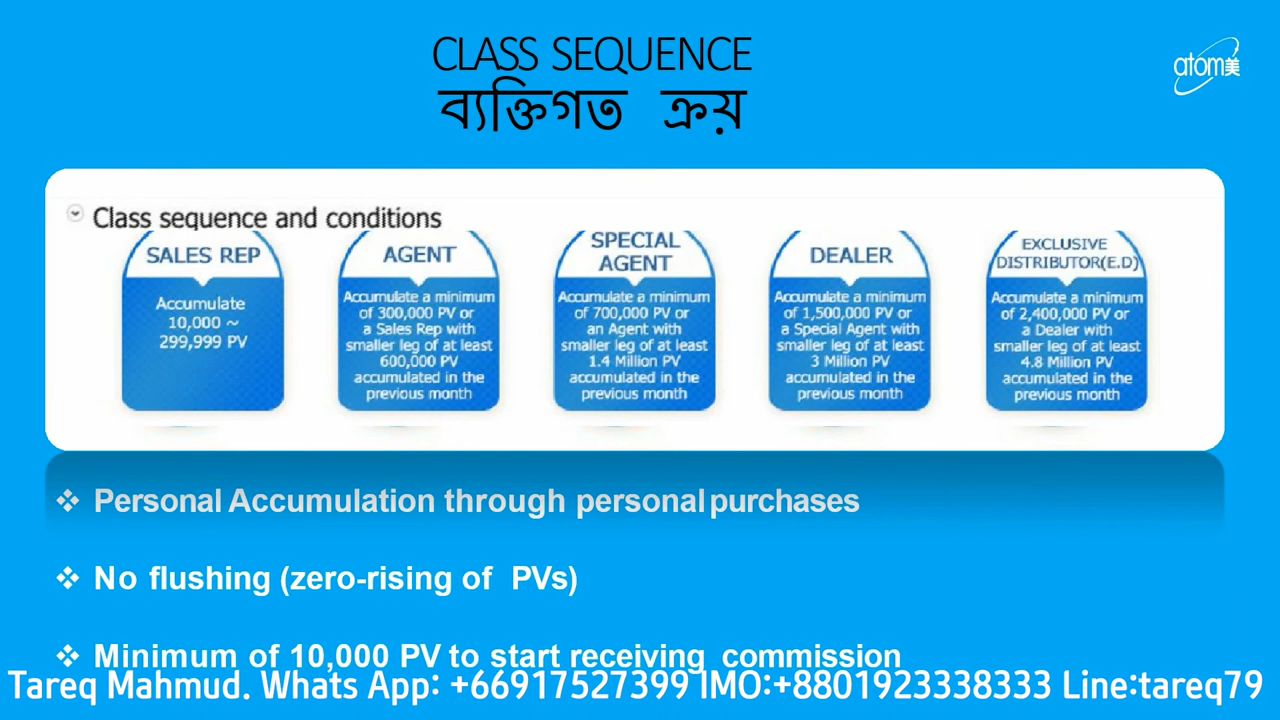 CLASS SEQUENCE
ব্যক্তিগত ক্রয়
atom美
Class sequence and conditions
SALES REP
Accumulate
10,000 ~
299,999 PV
AGENT
Accumulate a minimum
of 300,000 PV or
a Sales Rep with
smaller leg of at least
600,000 PV
accumulated in the
previous month
SPECIAL
AGENT
Accumulate a minimum
of 700,000 PV or
an Agent with
smaller leg of at least
1.4 Million PV
accumulated in the
previous month
DEALER
Accumulate a minimum
of 1,500,000 PV or
a Special Agent with
smaller leg of at least
3 Million PV
accumulated in the
previous month
EXCLUSIVE
DISTRIBUTOR(E.D)
Accumulate a minimum
of 2,400,000 PV or
a Dealer with
smaller leg of at least
4.8 Million PV
accumulated in the
previous month
❖ Personal Accumulation through personal purchases
❖ No flushing (zero-rising of PVs)
❖ Minimum of 10,000 PV to start receiving commission
Tareq Mahmud. Whats App: +66917527399 IMO:+8801923338333 Line:tareq79